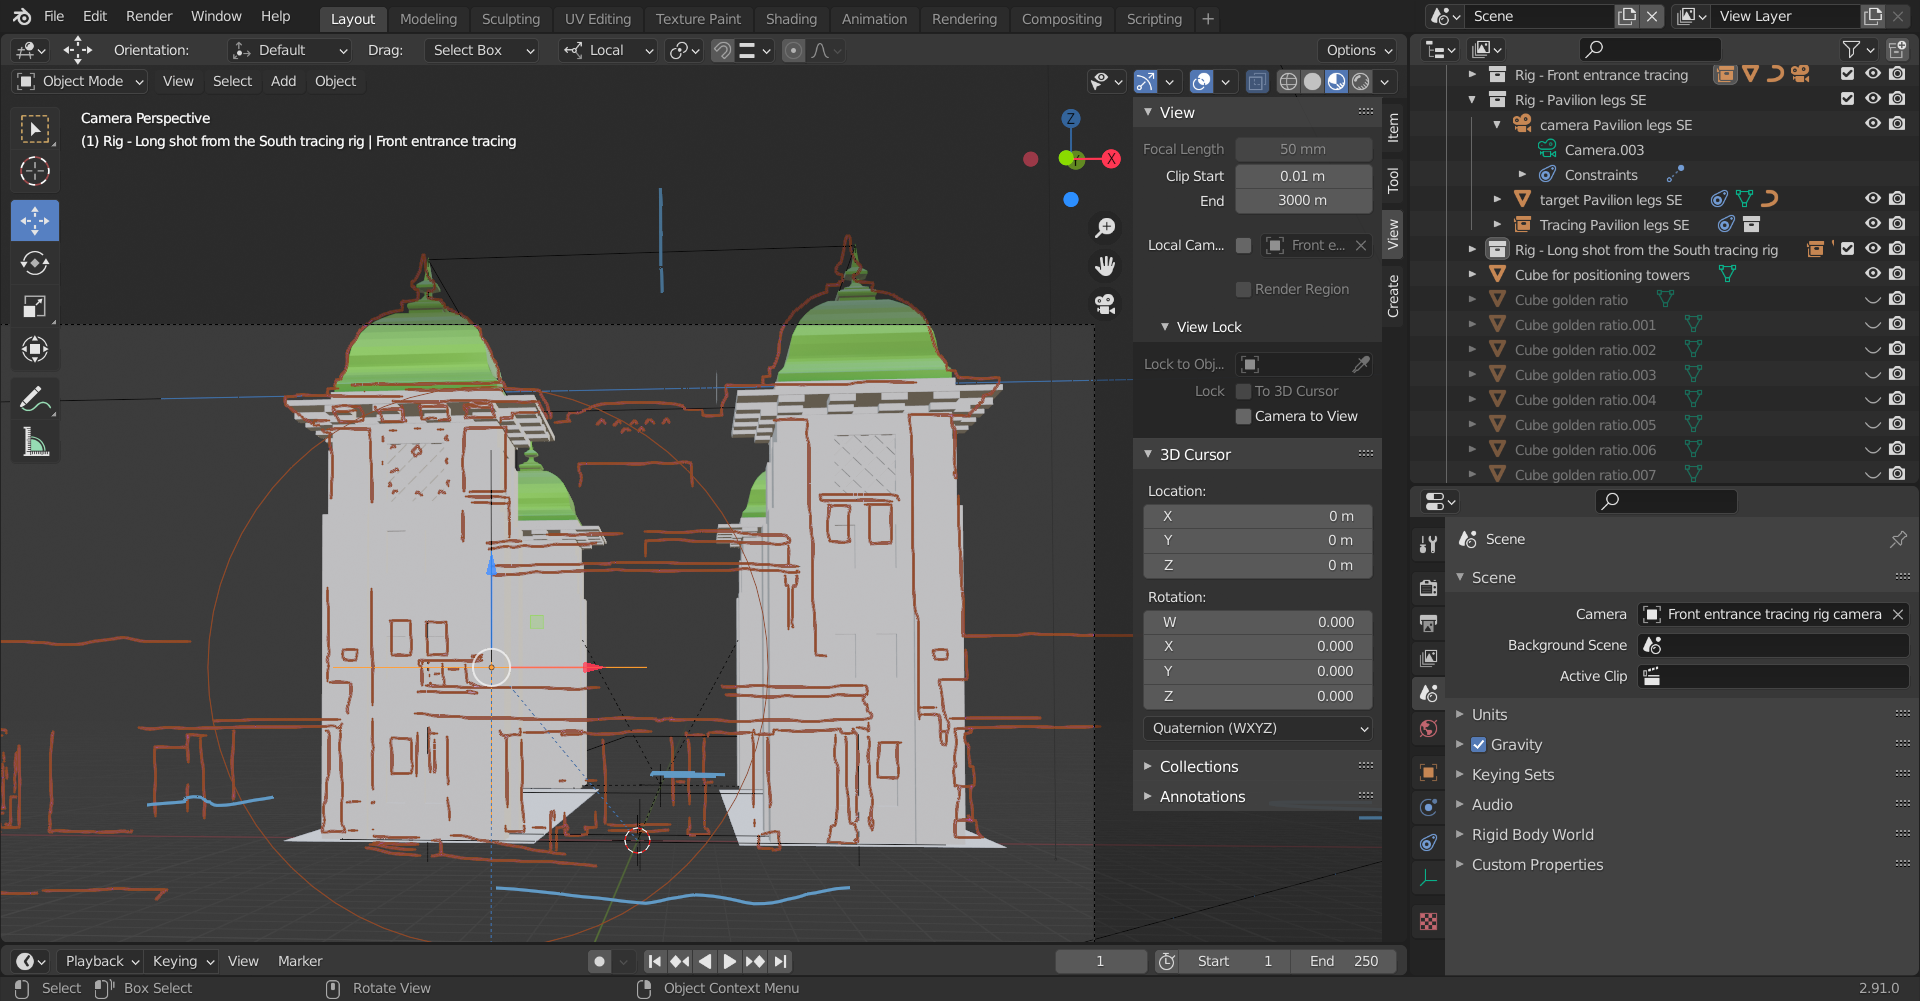 File Edit Render Window Help Layout Modeling Sculpting UV Editing Texture Paint Shading Animation Rendering Compositing Scripting + Scene View Layer
Orientation: Default Drag: Select Box Local Options
Object Mode View Select Add Object
Camera Perspective
(1) Rig - Long shot from the South tracing rig | Front entrance tracing
Z
X
View
Focal Length 50 mm
Clip Start 0.01 m
End 3000 m
Local Cam... Front e...
Render Region
View Lock
Lock to Obj...
Lock To 3D Cursor
Camera to View
3D Cursor
Location:
X 0 m
Y 0 m
Z 0 m
Rotation:
W 0.000
X 0.000
Y 0.000
Z 0.000
Quaternion (WXYZ)
Collections
Annotations
Item
Tool
View
Create
Rig - Front entrance tracing
Rig - Pavilion legs SE
camera Pavilion legs SE
Camera.003
Constraints
target Pavilion legs SE
Tracing Pavilion legs SE
Rig - Long shot from the South tracing rig
Cube for positioning towers
Cube golden ratio
Cube golden ratio.001
Cube golden ratio.002
Cube golden ratio.003
Cube golden ratio.004
Cube golden ratio.005
Cube golden ratio.006
Cube golden ratio.007
Scene
Scene
Camera Front entrance tracing rig camera
Background Scene
Active Clip
Units
Gravity
Keying Sets
Audio
Rigid Body World
Custom Properties
Playback Keying View Marker 1 Start 1 End 250
Select Box Select Rotate View Object Context Menu 2.91.0